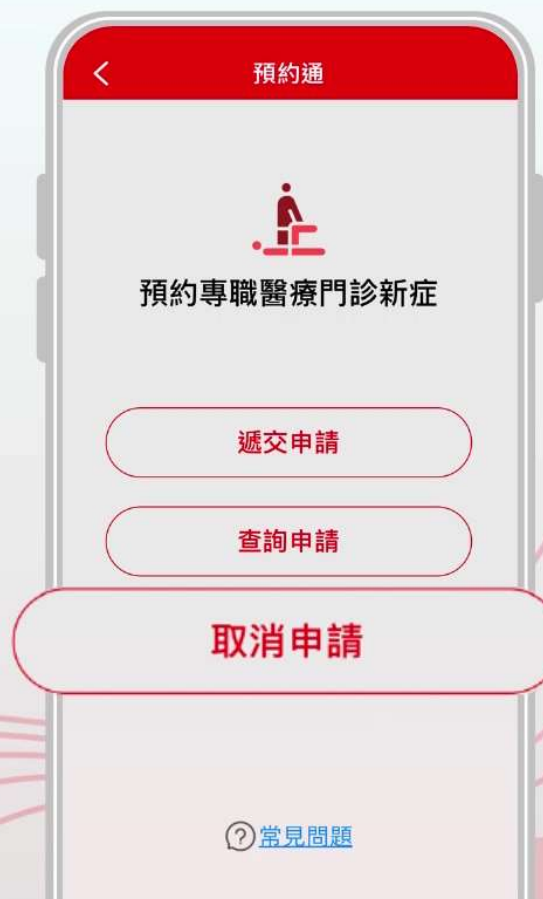 預約通
預約專職醫療門診新症
遞交申請
查詢申請
取消申請
常見問題